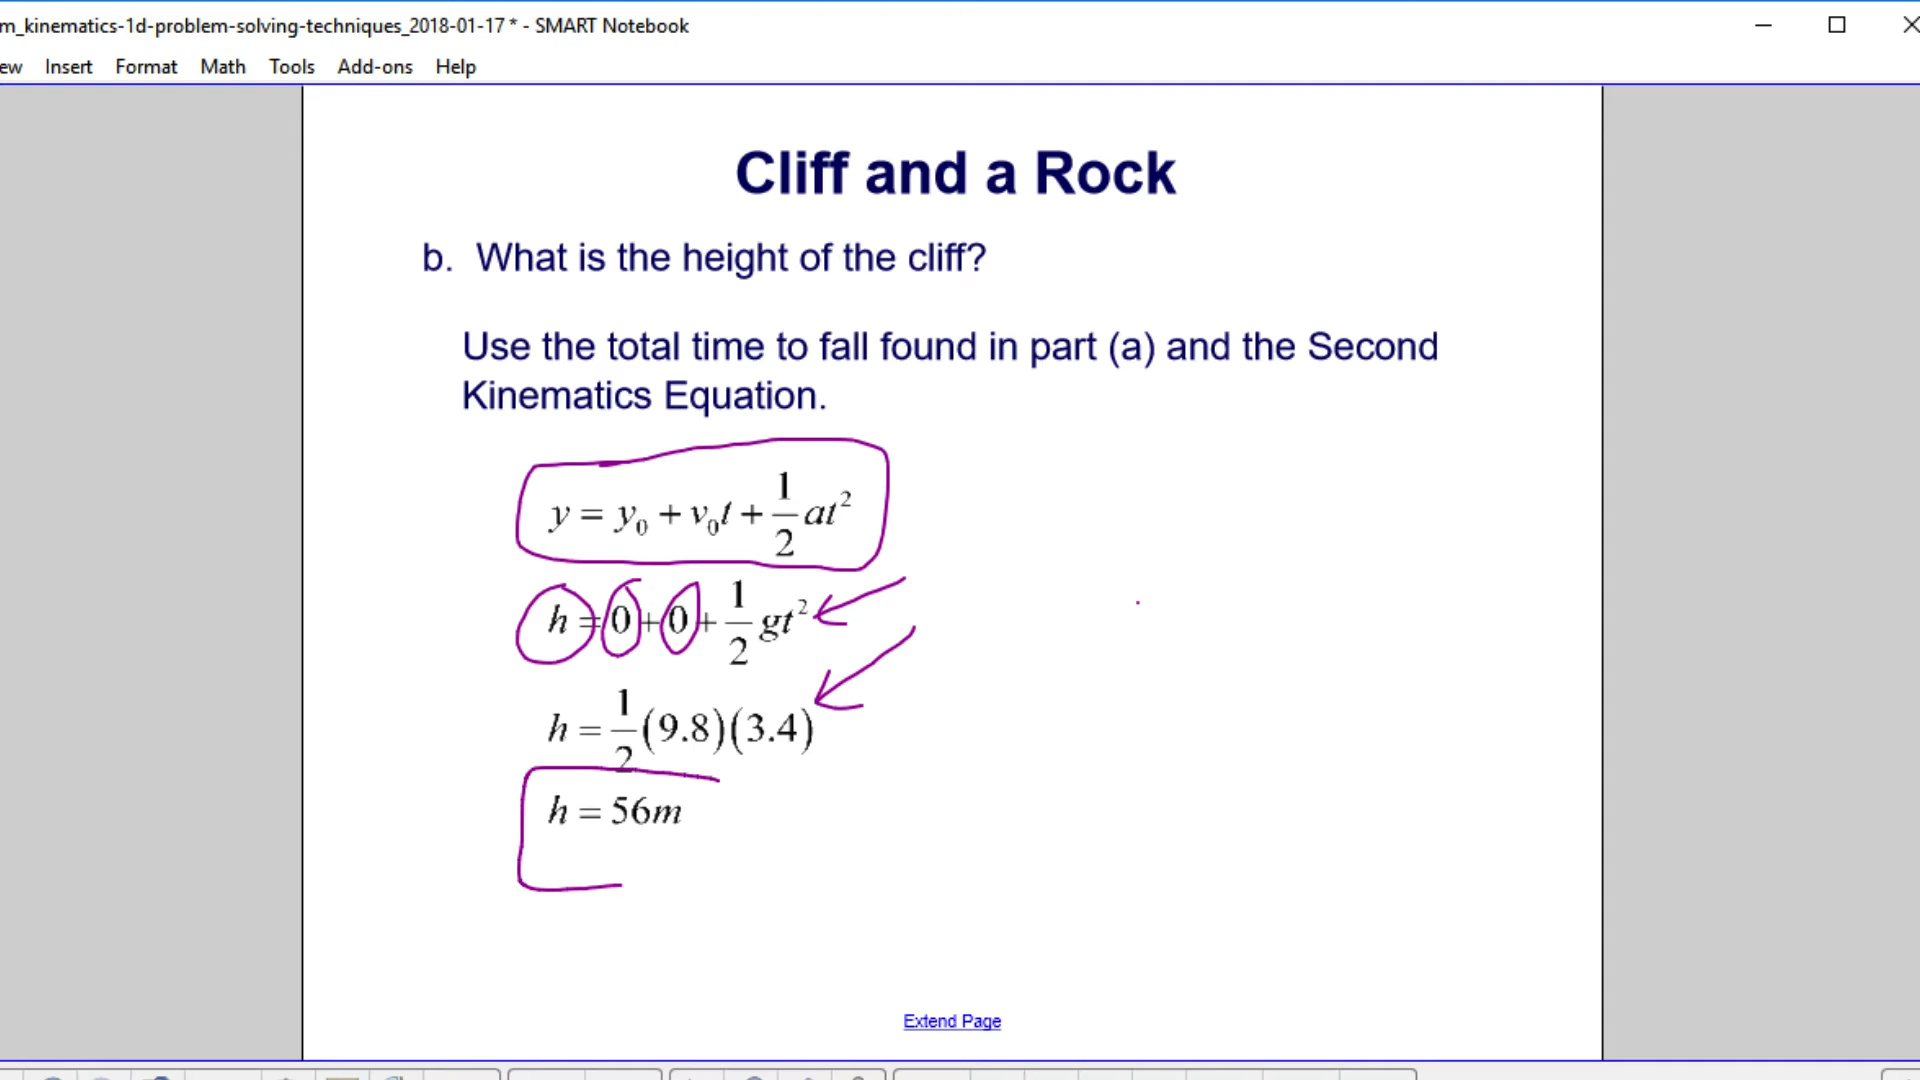 m_kinematics-1d-problem-solving-techniques_2018-01-17 * - SMART Notebook
ew Insert Format Math Tools Add-ons Help
Cliff and a Rock
b. What is the height of the cliff?
Use the total time to fall found in part (a) and the Second
Kinematics Equation.
y = y₀ + v₀t + 1/2 at²
h = 0 + 0 + 1/2 gt²
h = 1/2 (9.8)(3.4)
h = 56m
Extend Page